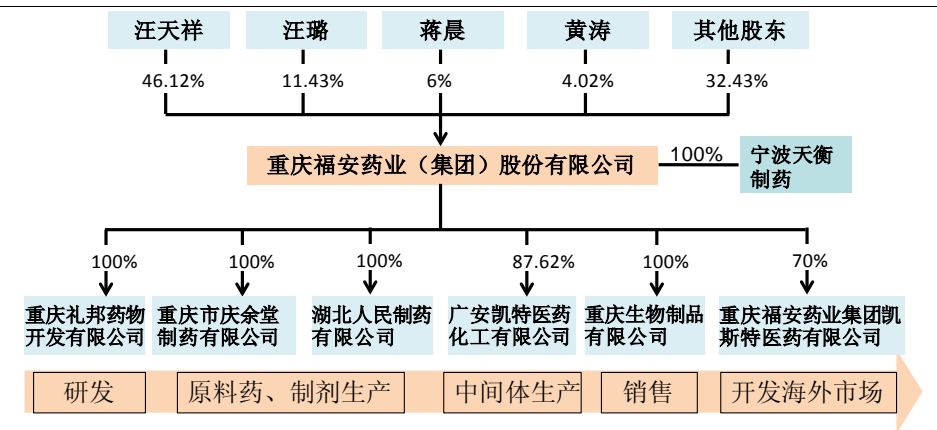 汪天祥
汪璐
蒋晨
黄涛
其他股东
46.12%
11.43%
6%
4.02%
32.43%
重庆福安药业（集团）股份有限公司
100%
宁波天衡
制药
100%
100%
100%
87.62%
100%
70%
重庆礼邦药物
开发有限公司
重庆市庆余堂
制药有限公司
湖北人民制药
有限公司
广安凯特医药
化工有限公司
重庆生物制品
有限公司
重庆福安药业集团凯
斯特医药有限公司
研发
原料药、制剂生产
中间体生产
销售
开发海外市场